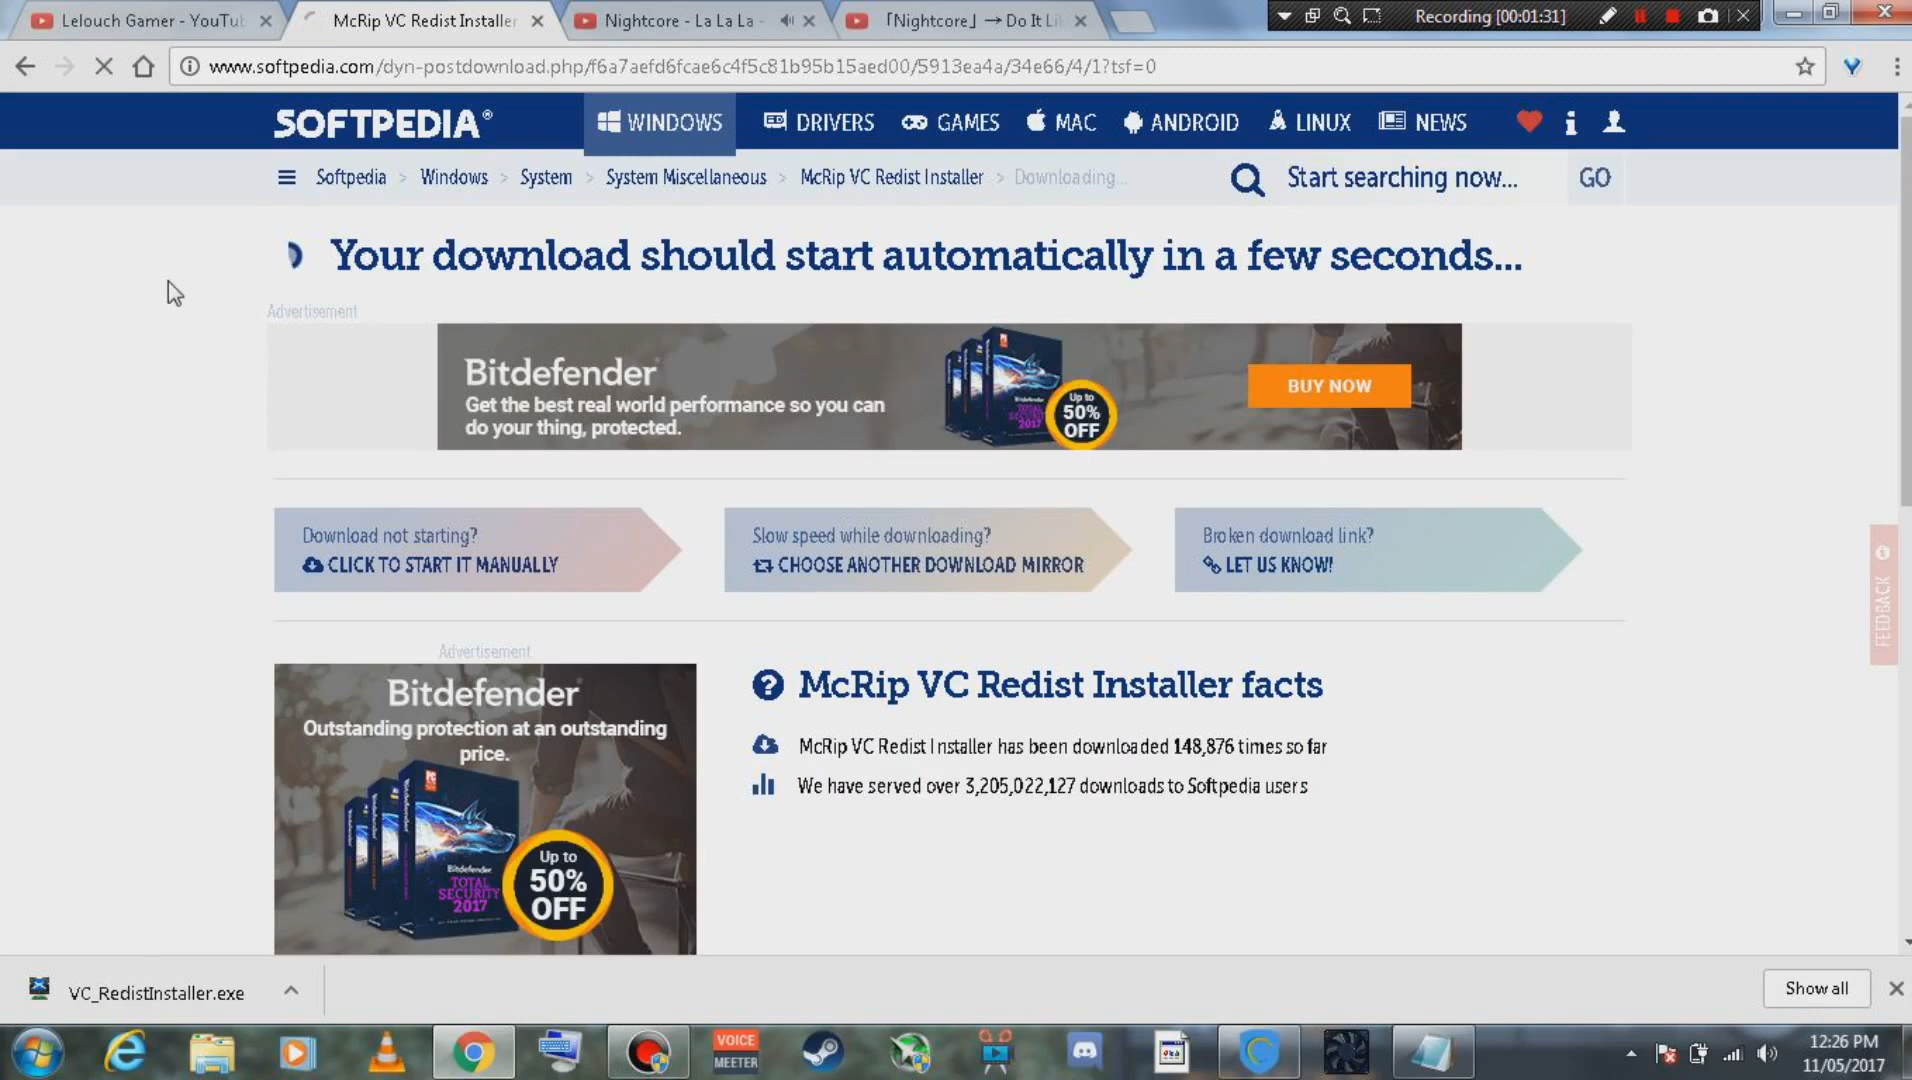 Lelouch Gamer - YouTub
McRip VC Redist Installer
Nightcore - La La La -
「Nightcore」 → Do It Li
Recording [00:01:31]
www.softpedia.com/dyn-postdownload.php/f6a7aefd6fcae6c4f5c81b95b15aed00/5913ea4a/34e66/4/1?tsf=0
SOFTPEDIA®
WINDOWS
DRIVERS
GAMES
MAC
ANDROID
LINUX
NEWS
Softpedia > Windows > System > System Miscellaneous > McRip VC Redist Installer > Downloading...
Start searching now...
GO
Your download should start automatically in a few seconds...
Advertisement
Bitdefender
Get the best real world performance so you can
do your thing, protected.
TOTAL
SECURITY
2017
Up to
50%
OFF
BUY NOW
Download not starting?
CLICK TO START IT MANUALLY
Slow speed while downloading?
CHOOSE ANOTHER DOWNLOAD MIRROR
Broken download link?
LET US KNOW!
FEEDBACK
Advertisement
Bitdefender
Outstanding protection at an outstanding
price.
Bitdefender
TOTAL
SECURITY
2017
Up to
50%
OFF
McRip VC Redist Installer facts
McRip VC Redist Installer has been downloaded 148,876 times so far
We have served over 3,205,022,127 downloads to Softpedia users
VC_RedistInstaller.exe
Show all
VOICE
MEETER
12:26 PM
11/05/2017